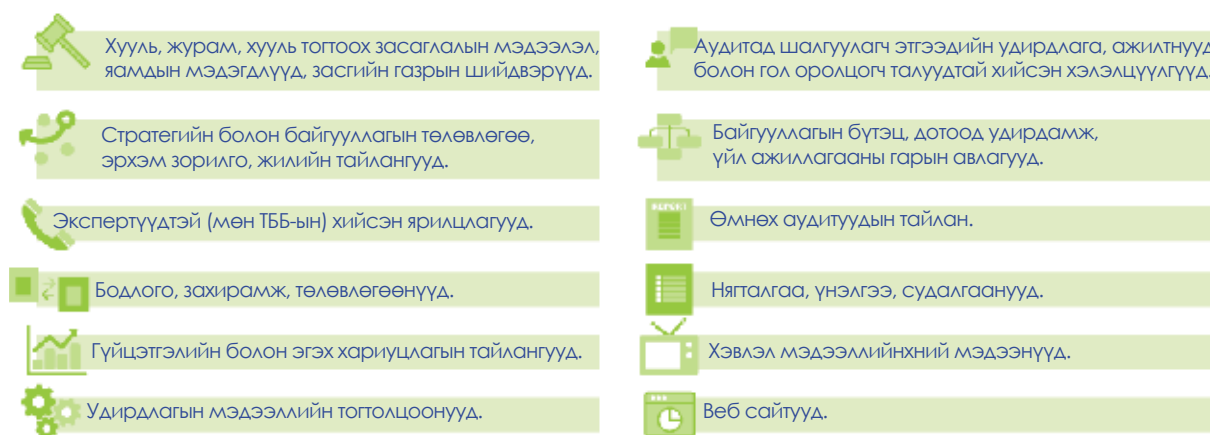 Хууль, журам, хууль тогтоох засаглалын мэдээлэл,
яамдын мэдэгдлүүд, засгийн газрын шийдвэрүүд.
Стратегийн болон байгууллагын төлөвлөгөө,
эрхэм зорилго, жилийн тайлангууд.
Экспертүүдтэй (мөн ТББ-ын) хийсэн ярилцлагууд.
Бодлого, захирамж, төлөвлөгөөнүүд.
Гүйцэтгэлийн болон эгэх хариуцлагын тайлангууд.
Удирдлагын мэдээллийн тогтолцоонууд.
Аудитад шалгуулагч этгээдийн удирдлага, ажилтнууд
болон гол оролцогч талуудтай хийсэн хэлэлцүүлгүүд.
Байгууллагын бүтэц, дотоод удирдамж,
үйл ажиллагааны гарын авлагууд.
REPORT
Өмнөх аудитуудын тайлан.
Нягталгаа, үнэлгээ, судалгаанууд.
Хэвлэл мэдээллийнхний мэдээнүүд.
Веб сайтууд.